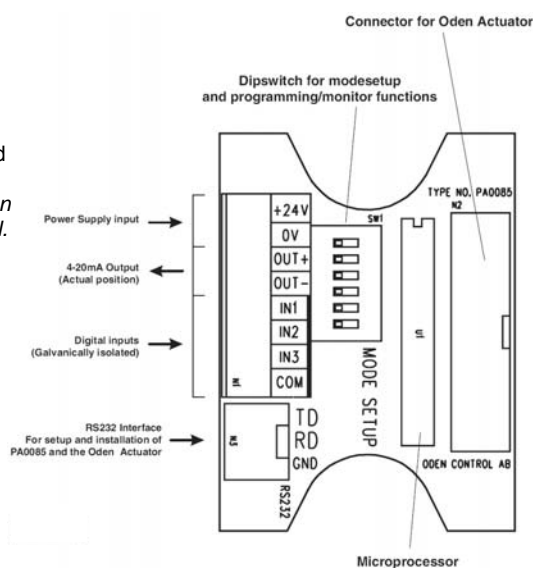 Connector for Oden Actuator
Dipswitch for modesetup
and programming/monitor functions
d
n
l.
Power Supply input
4-20mA Output
(Actual position)
Digital inputs
(Galvanically isolated)
RS232 Interface
For setup and installation of
PA0085 and the Oden Actuator
+24V
0V
OUT+
OUT-
IN1
IN2
IN3
COM
N1
SW1
MODE SETUP
TYPE NO. PA0085
N2
U1
TD
RD
GND
N3
RS232
ODEN CONTROL AB
Microprocessor